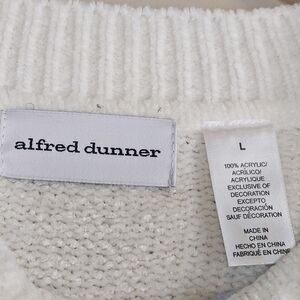 alfred dunner
L
100% ACRYLIC/
ACRÍLICO/
ACRYLIQUE
EXCLUSIVE OF
DECORATION
EXCEPTO
DECORACIÓN
SAUF DÉCORATION
MADE IN
CHINA
HECHO EN CHINA
FABRIQUÉ EN CHINE